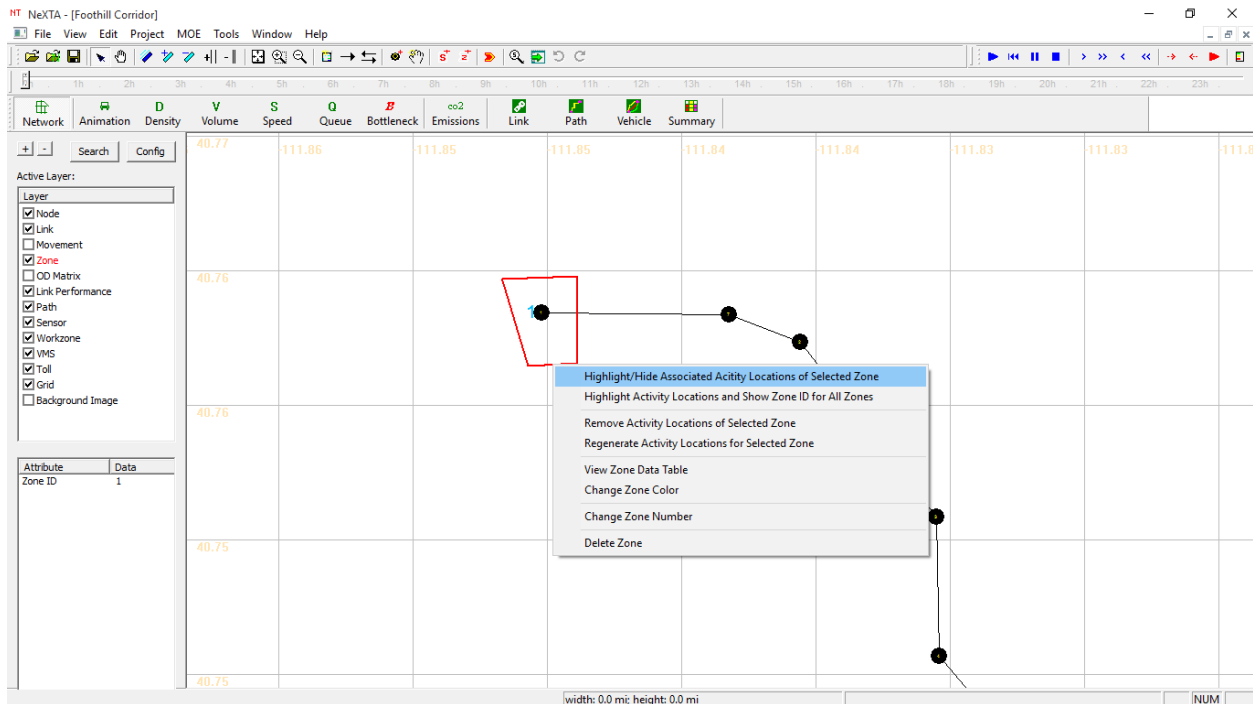 NeXTA - [Foothill Corridor]
File View Edit Project MOE Tools Window Help
1h 2h 3h 4h 5h 6h 7h 8h 9h 10h 11h 12h 13h 14h 15h 16h 17h 18h 19h 20h 21h 22h 23h
D V S Q B co2
Network Animation Density Volume Speed Queue Bottleneck Emissions Link Path Vehicle Summary
+ - Search Config
Active Layer:
Layer
Node
Link
Movement
Zone
OD Matrix
Link Performance
Path
Sensor
Workzone
VMS
Toll
Grid
Background Image
Attribute Data
Zone ID 1
40.77
-111.86 -111.85 -111.85 -111.84 -111.84 -111.83 -111.83
40.76
1
Highlight/Hide Associated Acitity Locations of Selected Zone
Highlight Activity Locations and Show Zone ID for All Zones
40.76
Remove Activity Locations of Selected Zone
Regenerate Activity Locations for Selected Zone
View Zone Data Table
Change Zone Color
Change Zone Number
Delete Zone
40.75
40.75
width: 0.0 mi; height: 0.0 mi
NUM